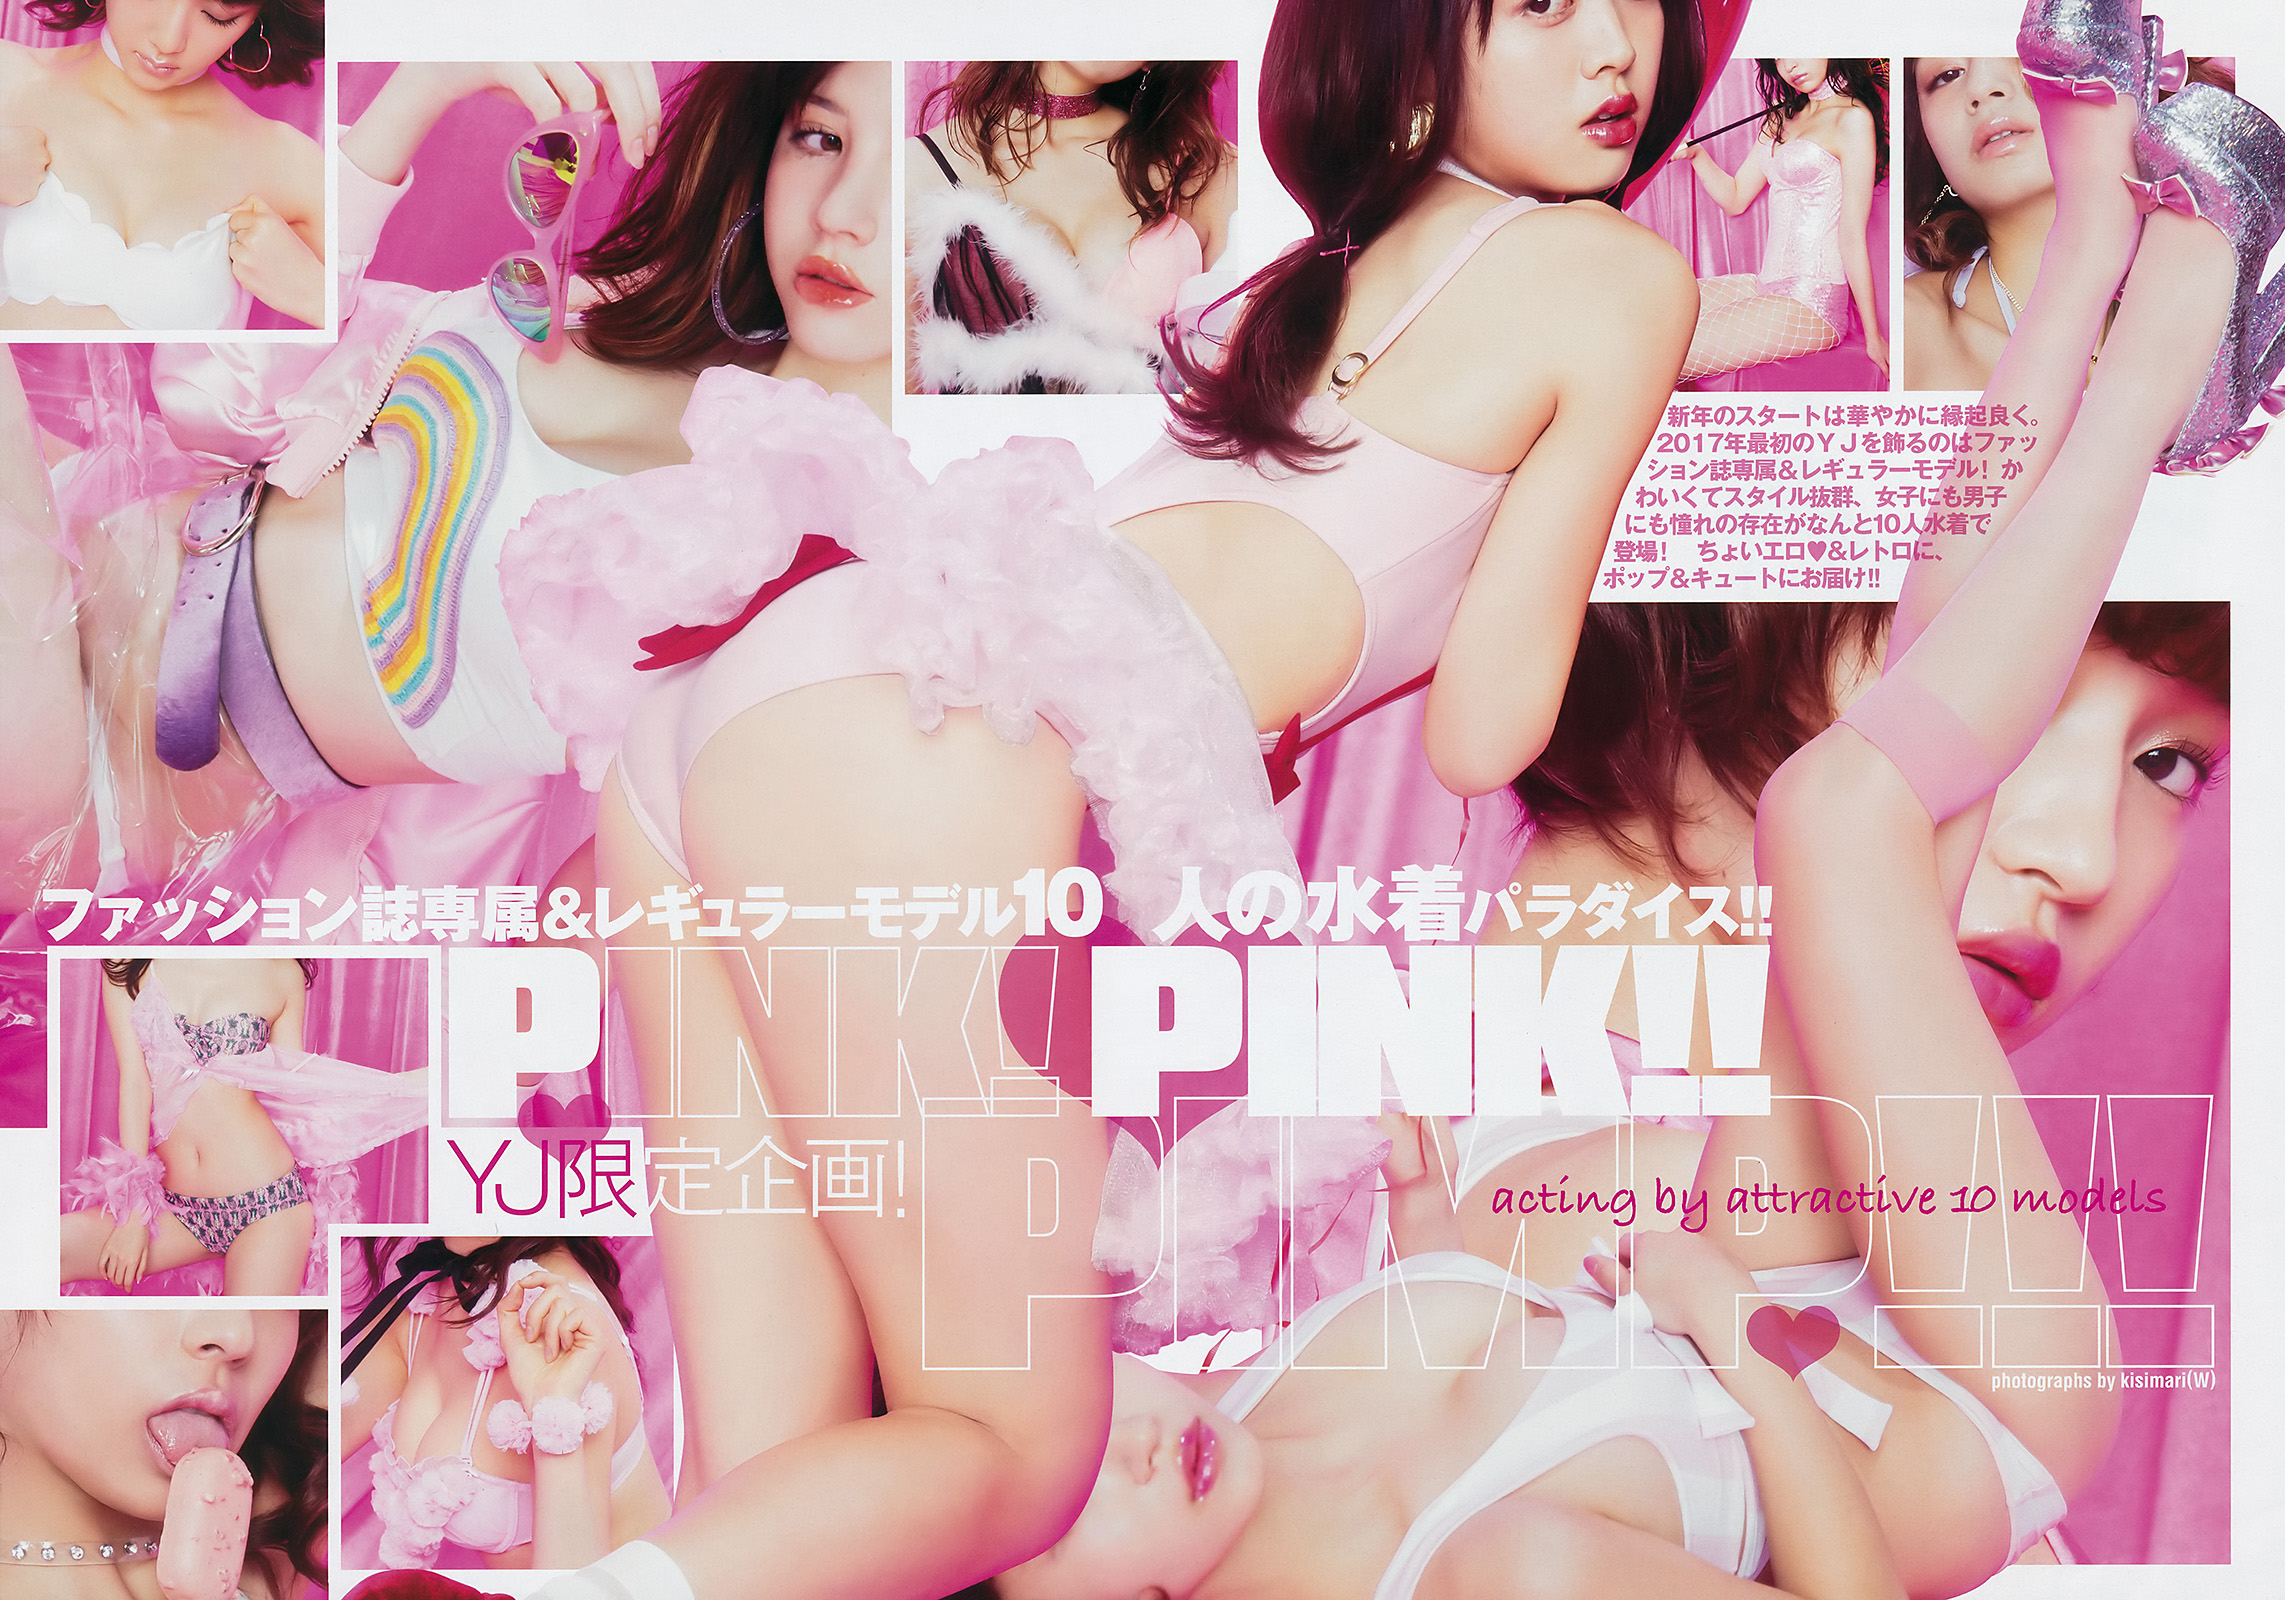 新年のスタートは華やかに縁起良く。
2017年最初のＹＪを飾るのはファッ
ション誌専属&レギュラーモデル！か
わいくてスタイル抜群、女子にも男子
にも憧れの存在がなんと10人水着で
登場！　ちょいエロ♥&レトロに、
ポップ&キュートにお届け!!
ファッション誌専属&レギュラーモデル10人の水着パラダイス!!
PINK! PINK!!
PIMP!!!
YJ限定企画!
acting by attractive 10 models
photographs by kisimari(W)